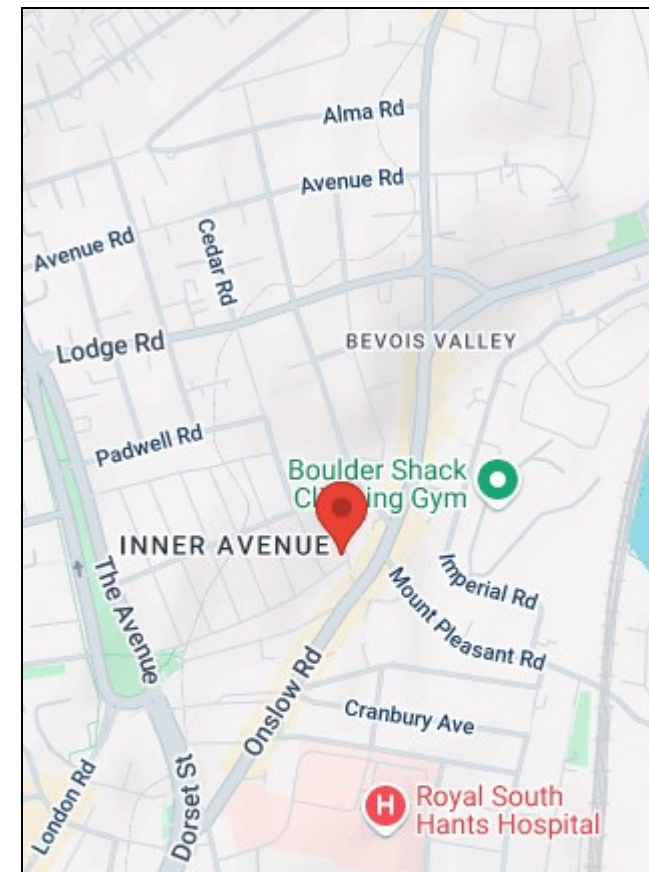 Alma Rd
Avenue Rd
Avenue Rd
Cedar Rd
Lodge Rd
BEVOIS VALLEY
Padwell Rd
Boulder Shack
Climbing Gym
INNER AVENUE
Imperial Rd
The Avenue
Mount Pleasant Rd
Onslow Rd
Cranbury Ave
Dorset St
London Rd
H
Royal South
Hants Hospital